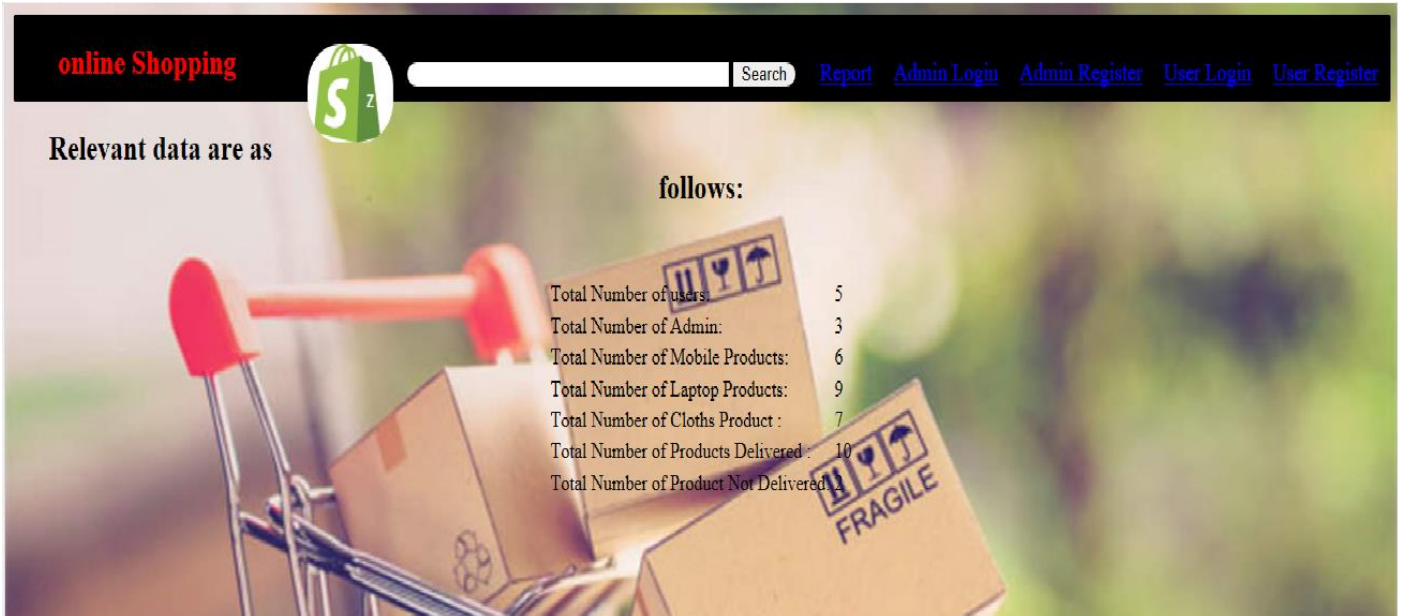 online Shopping
S
Z
Search
Report Admin Login Admin Register User Login User Register
Relevant data are as
follows:
Total Number of users: 5
Total Number of Admin: 3
Total Number of Mobile Products: 6
Total Number of Laptop Products: 9
Total Number of Cloths Product : 7
Total Number of Products Delivered : 10
Total Number of Product Not Delivered: 2
FRAGILE